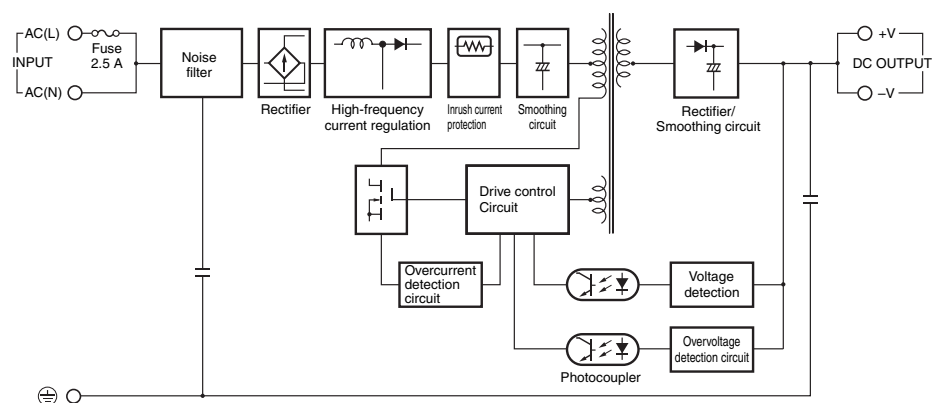 AC(L)
INPUT
AC(N)
Fuse
2.5 A
Noise
filter
Rectifier
High-frequency
current regulation
Inrush current
protection
Smoothing
circuit
Rectifier/
Smoothing circuit
+V
DC OUTPUT
–V
Drive control
Circuit
Overcurrent
detection
circuit
Voltage
detection
Overvoltage
detection circuit
Photocoupler